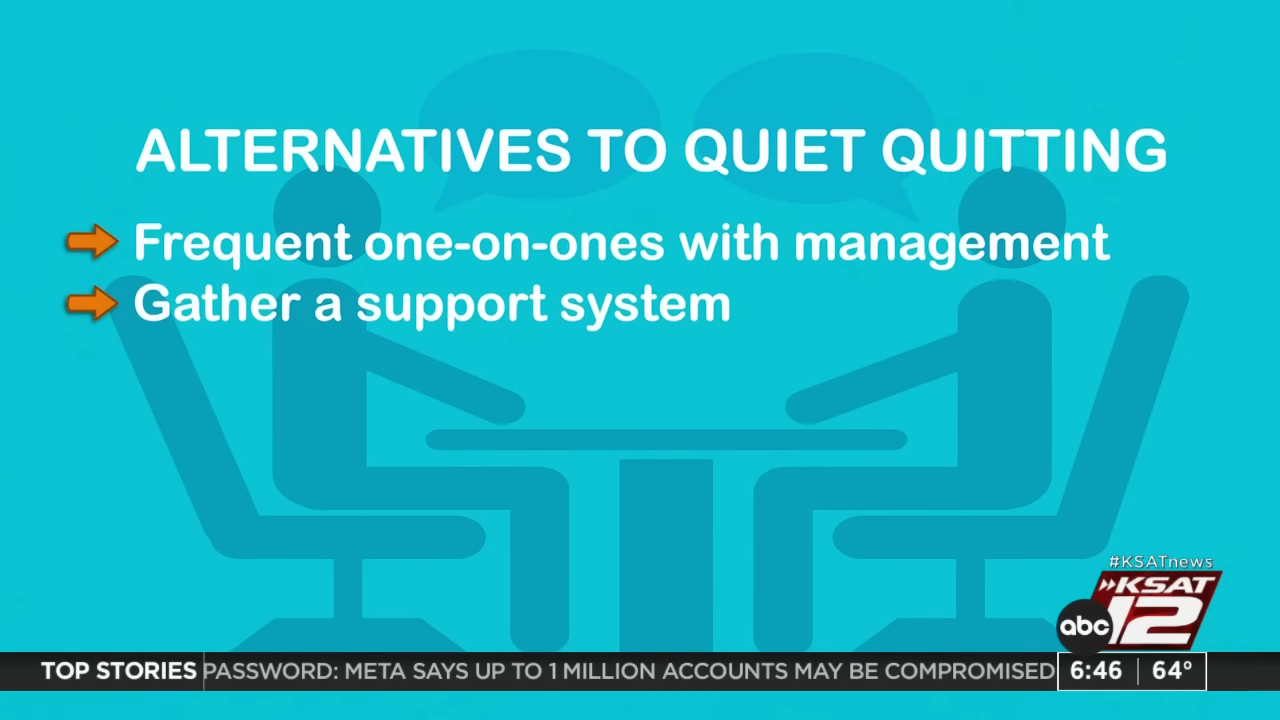 ALTERNATIVES TO QUIET QUITTING
Frequent one-on-ones with management
Gather a support system
#KSATnews
KSAT
abc 12
TOP STORIES PASSWORD: META SAYS UP TO 1 MILLION ACCOUNTS MAY BE COMPROMISED 6:46 64°